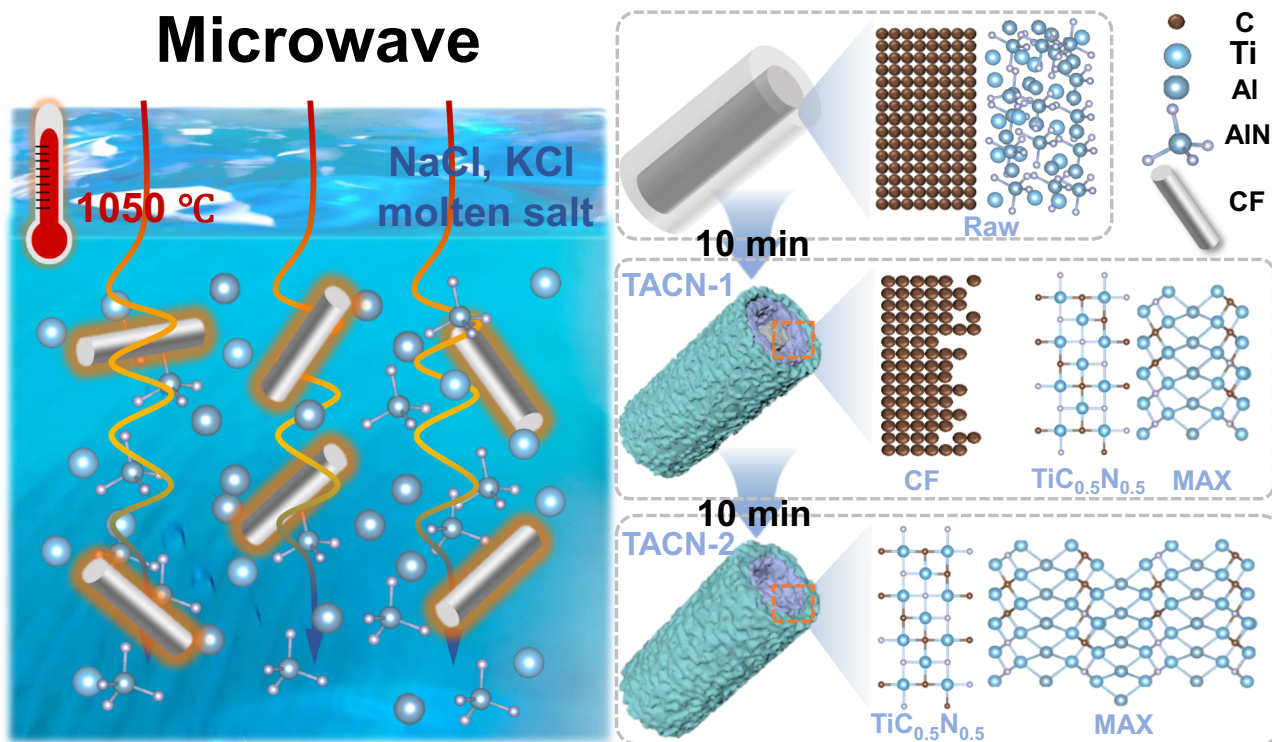 Microwave
1050 ℃
NaCl, KCl
molten salt
Raw
C
Ti
Al
AlN
CF
10 min
TACN-1
CF
TiC₀.₅N₀.₅
MAX
10 min
TACN-2
TiC₀.₅N₀.₅
MAX